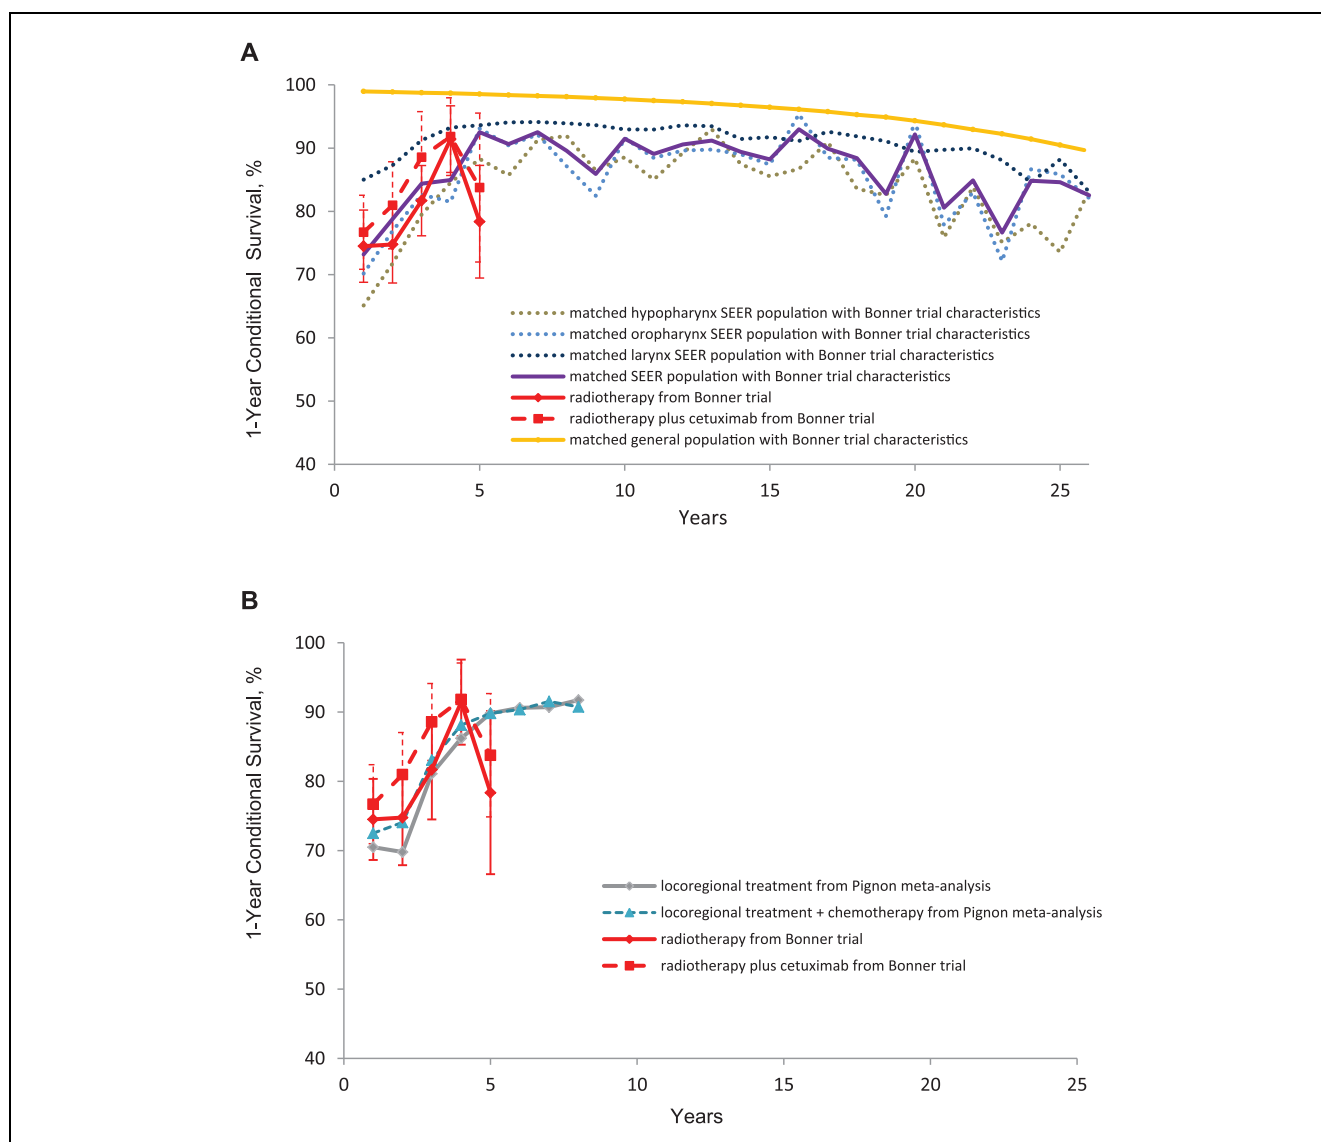 A
100
90
80
70
60
50
40
1-Year Conditional Survival, %
matched hypopharynx SEER population with Bonner trial characteristics
matched oropharynx SEER population with Bonner trial characteristics
matched larynx SEER population with Bonner trial characteristics
matched SEER population with Bonner trial characteristics
radiotherapy from Bonner trial
radiotherapy plus cetuximab from Bonner trial
matched general population with Bonner trial characteristics
0 5 10 15 20 25
Years
B
100
90
80
70
60
50
40
1-Year Conditional Survival, %
locoregional treatment from Pignon meta-analysis
locoregional treatment + chemotherapy from Pignon meta-analysis
radiotherapy from Bonner trial
radiotherapy plus cetuximab from Bonner trial
0 5 10 15 20 25
Years